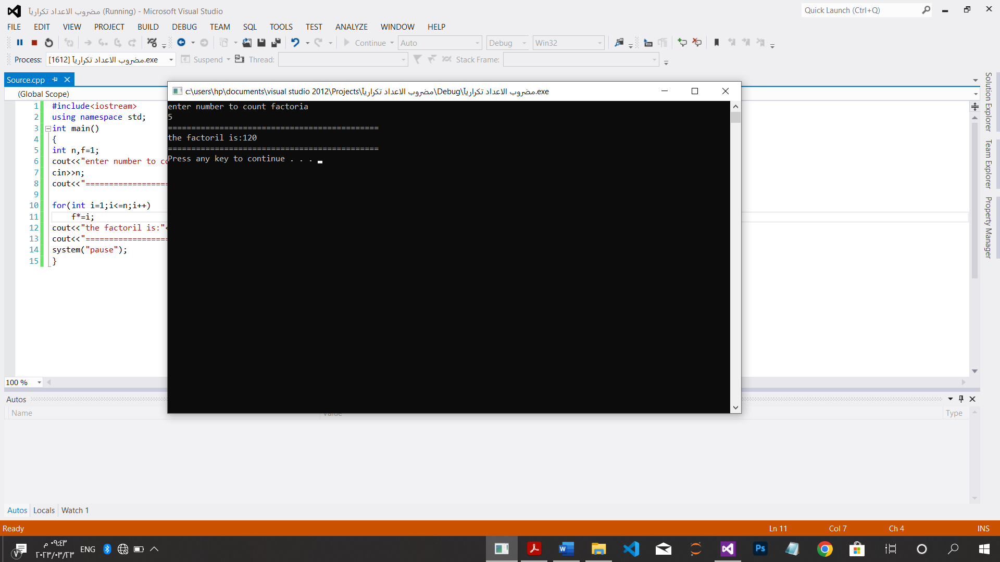 مضروب الاعداد تكرارياً (Running) - Microsoft Visual Studio
Quick Launch (Ctrl+Q)
FILE EDIT VIEW PROJECT BUILD DEBUG TEAM SQL TOOLS TEST ANALYZE WINDOW HELP
Continue Auto Debug Win32
Process: [1612] مضروب الاعداد تكرارياً.exe Suspend Thread: Stack Frame:
Source.cpp
(Global Scope)
1 #include<iostream>
2 using namespace std;
3 int main()
4 {
5 int n,f=1;
6 cout<<"enter number to co
7 cin>>n;
8 cout<<"==================
9
10 for(int i=1;i<=n;i++)
11 f*=i;
12 cout<<"the factoril is:"<
13 cout<<"==================
14 system("pause");
15 }
c:\users\hp\documents\visual studio 2012\Projects\مضروب الاعداد تكرارياً\Debug\مضروب الاعداد تكرارياً.exe
enter number to count factoria
5
=============================================
the factoril is:120
=============================================
Press any key to continue . . .
Solution Explorer
Team Explorer
Property Manager
100 %
Autos
Name Value Type
Autos Locals Watch 1
Ready Ln 11 Col 7 Ch 4 INS
٠٩:٤٣ م
٢٠٢٣/٠٣/٢٣
ENG
٧
Ps